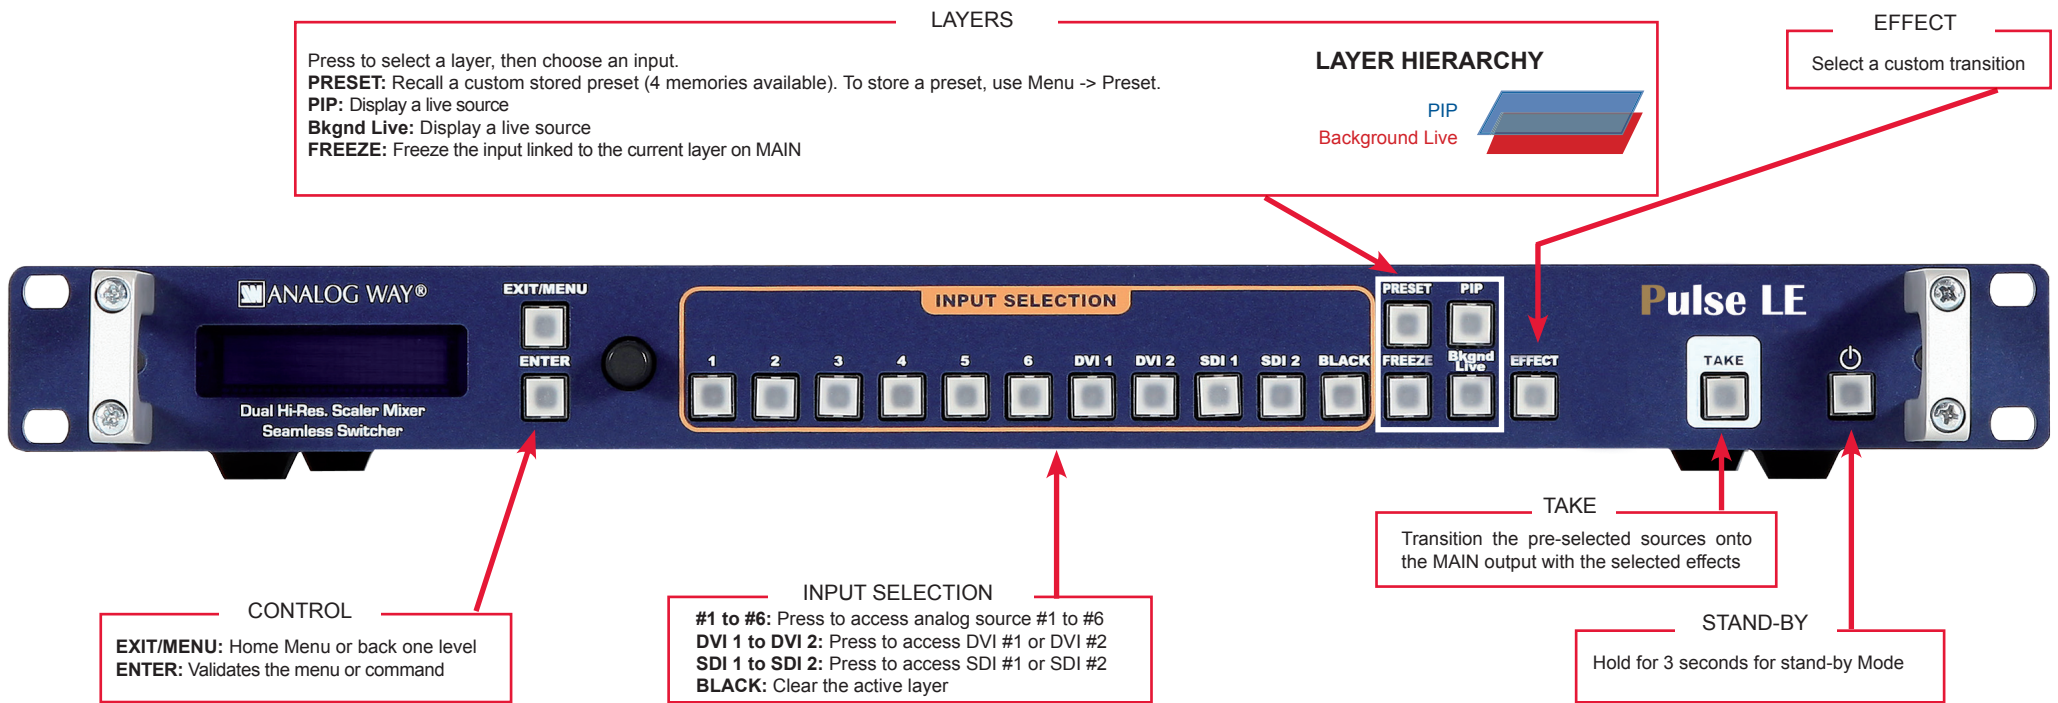 LAYERS
Press to select a layer, then choose an input.
PRESET: Recall a custom stored preset (4 memories available). To store a preset, use Menu -> Preset.
PIP: Display a live source
Bkgnd Live: Display a live source
FREEZE: Freeze the input linked to the current layer on MAIN
LAYER HIERARCHY
PIP
Background Live
EFFECT
Select a custom transition
ANALOG WAY®
Dual Hi-Res. Scaler Mixer
Seamless Switcher
EXIT/MENU
ENTER
INPUT SELECTION
1 2 3 4 5 6 DVI 1 DVI 2 SDI 1 SDI 2 BLACK
PRESET PIP
FREEZE Bkgnd
Live
EFFECT
Pulse LE
TAKE
CONTROL
EXIT/MENU: Home Menu or back one level
ENTER: Validates the menu or command
INPUT SELECTION
#1 to #6: Press to access analog source #1 to #6
DVI 1 to DVI 2: Press to access DVI #1 or DVI #2
SDI 1 to SDI 2: Press to access SDI #1 or SDI #2
BLACK: Clear the active layer
TAKE
Transition the pre-selected sources onto
the MAIN output with the selected effects
STAND-BY
Hold for 3 seconds for stand-by Mode